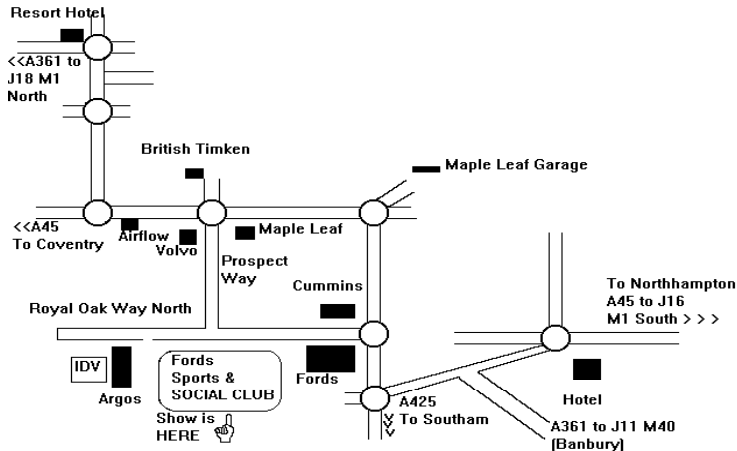 Resort Hotel
<<A361 to
J18 M1
North
British Timken
Maple Leaf Garage
<<A45
To Coventry
Airflow
Volvo
Maple Leaf
Prospect
Way
Cummins
To Northhampton
A45 to J16
M1 South > > >
Royal Oak Way North
IDV
Argos
Fords
Sports &
SOCIAL CLUB
Fords
Show is
HERE
A425
To Southam
Hotel
A361 to J11 M40
(Banbury)